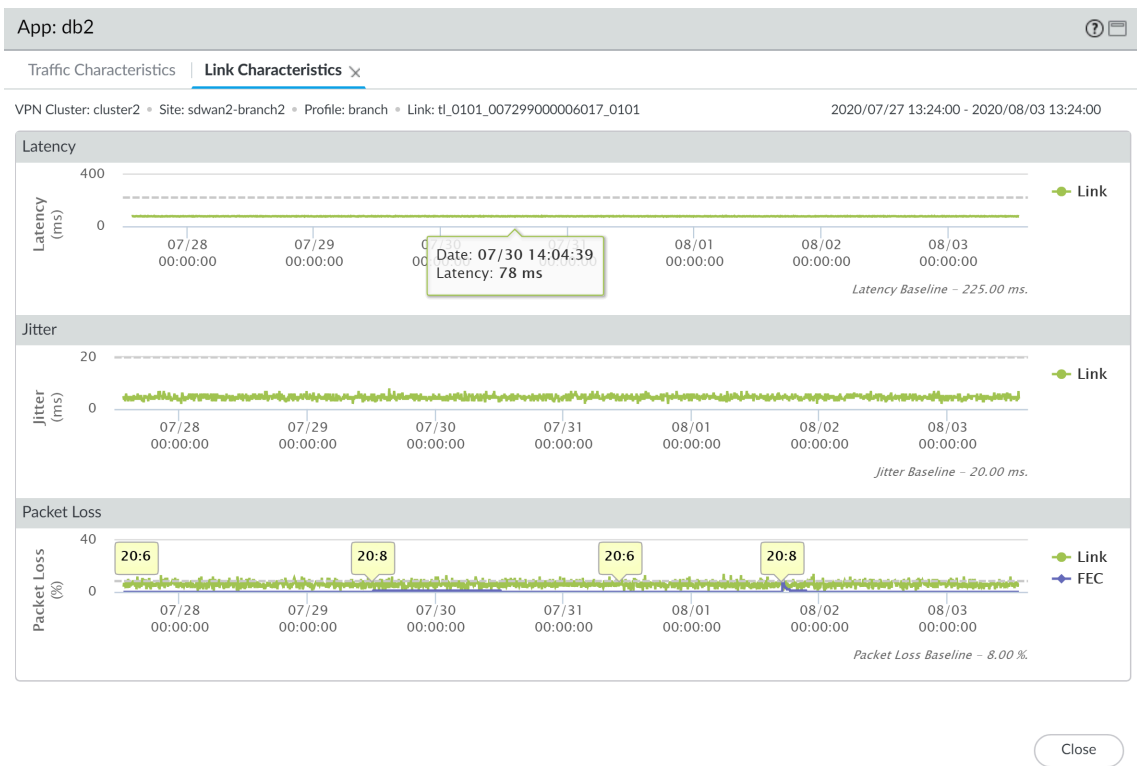 App: db2
Traffic Characteristics | Link Characteristics
VPN Cluster: cluster2 • Site: sdwan2-branch2 • Profile: branch • Link: tl_0101_007299000006017_0101 2020/07/27 13:24:00 - 2020/08/03 13:24:00
Latency
400
0
Latency
(ms)
Link
07/28 07/29 07/30 07/31 08/01 08/02 08/03
00:00:00 00:00:00 00:00:00 00:00:00 00:00:00 00:00:00
Date: 07/30 14:04:39
Latency: 78 ms
Latency Baseline – 225.00 ms.
Jitter
20
0
Jitter
(ms)
Link
07/28 07/29 07/30 07/31 08/01 08/02 08/03
00:00:00 00:00:00 00:00:00 00:00:00 00:00:00 00:00:00 00:00:00
Jitter Baseline – 20.00 ms.
Packet Loss
40
0
Packet Loss
(%)
20:6 20:8 20:6 20:8
Link
FEC
07/28 07/29 07/30 07/31 08/01 08/02 08/03
00:00:00 00:00:00 00:00:00 00:00:00 00:00:00 00:00:00 00:00:00
Packet Loss Baseline – 8.00 %.
Close